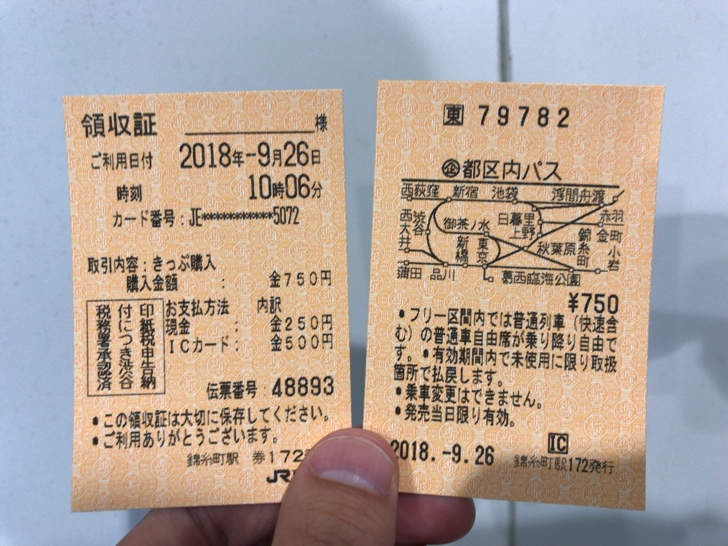 領収証 様
ご利用日付 2018年-9月26日
時刻 10時06分
カード番号:JE*************5072
取引内容:きっぷ購入
購入金額 : 金750円
お支払方法 内訳
現金 : 金250円
ICカード : 金500円
印紙税申告納
付につき渋谷
税務署承認済
伝票番号:48893
•この領収証は大切に保存してください。
•ご利用ありがとうございます。
錦糸町駅 券172
JR
東 79782
企都区内パス
西荻窪 新宿 池袋 浮間舟渡
赤羽
西大井 渋谷 御茶ノ水 日暮里 上野
新橋 東京 秋葉原 錦糸町 金町 小岩
蒲田 品川 葛西臨海公園
¥750
•フリー区間内では普通列車(快速含
む)の普通車自由席が乗り降り自由で
す。•有効期間内で未使用に限り取扱
箇所で払戻します。
•乗車変更はできません。
•発売当日限り有効。
2018.-9.26 IC
錦糸町駅172発行